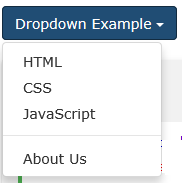 Dropdown Example
HTML
CSS
JavaScript
About Us